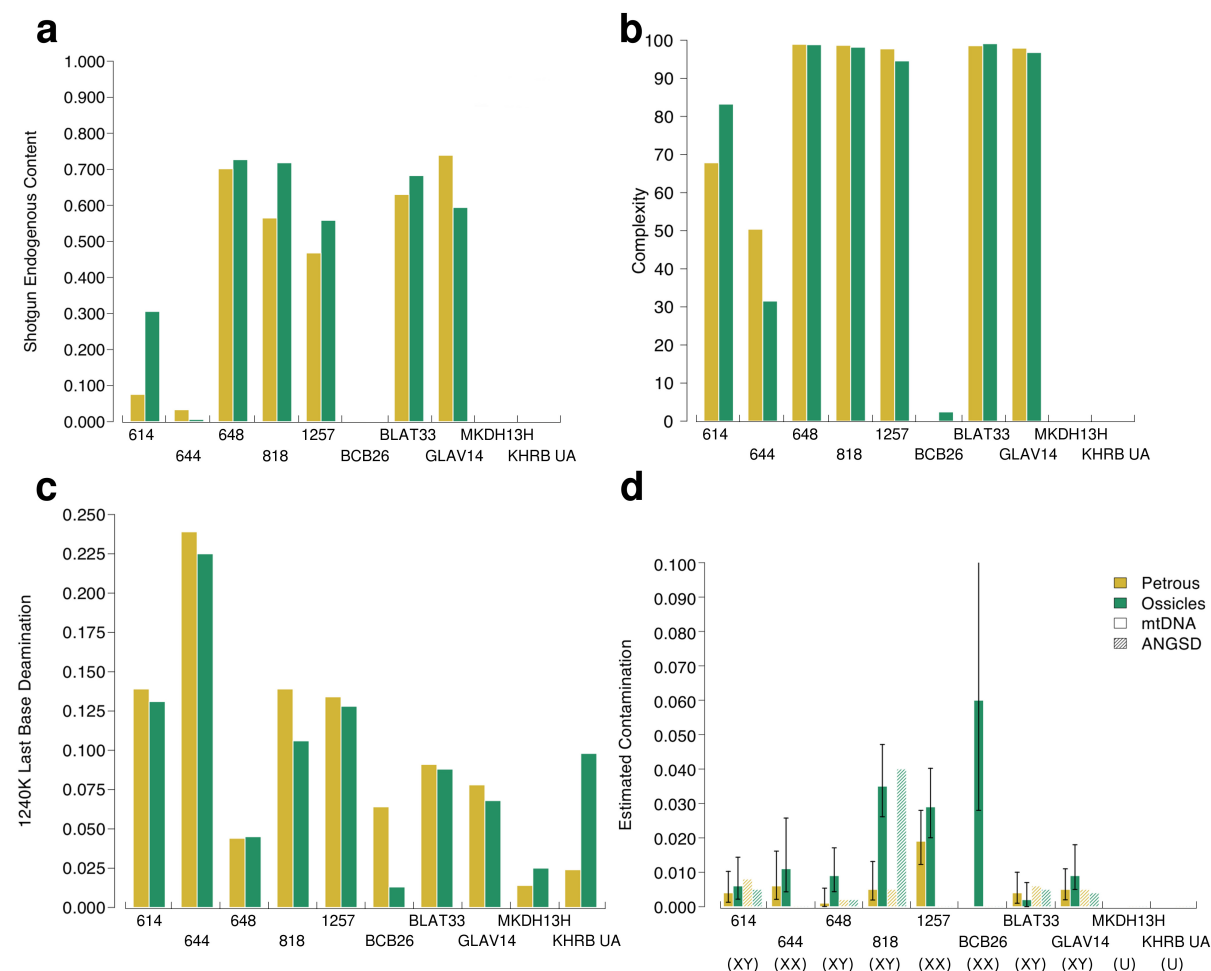 a
1.000
0.900
0.800
0.700
0.600
0.500
0.400
0.300
0.200
0.100
0.000
Shotgun Endogenous Content
614 648 1257 BLAT33 MKDH13H
644 818 BCB26 GLAV14 KHRB UA
b
100
90
80
70
60
50
40
30
20
10
0
Complexity
614 648 1257 BLAT33 MKDH13H
644 818 BCB26 GLAV14 KHRB UA
c
0.250
0.225
0.200
0.175
0.150
0.125
0.100
0.075
0.050
0.025
0.000
1240K Last Base Deamination
614 648 1257 BLAT33 MKDH13H
644 818 BCB26 GLAV14 KHRB UA
d
0.100
0.090
0.080
0.070
0.060
0.050
0.040
0.030
0.020
0.010
0.000
Estimated Contamination
Petrous
Ossicles
mtDNA
ANGSD
614 648 1257 BLAT33 MKDH13H
644 818 BCB26 GLAV14 KHRB UA
(XY) (XX) (XY) (XY) (XX) (XX) (XY) (XY) (U) (U)